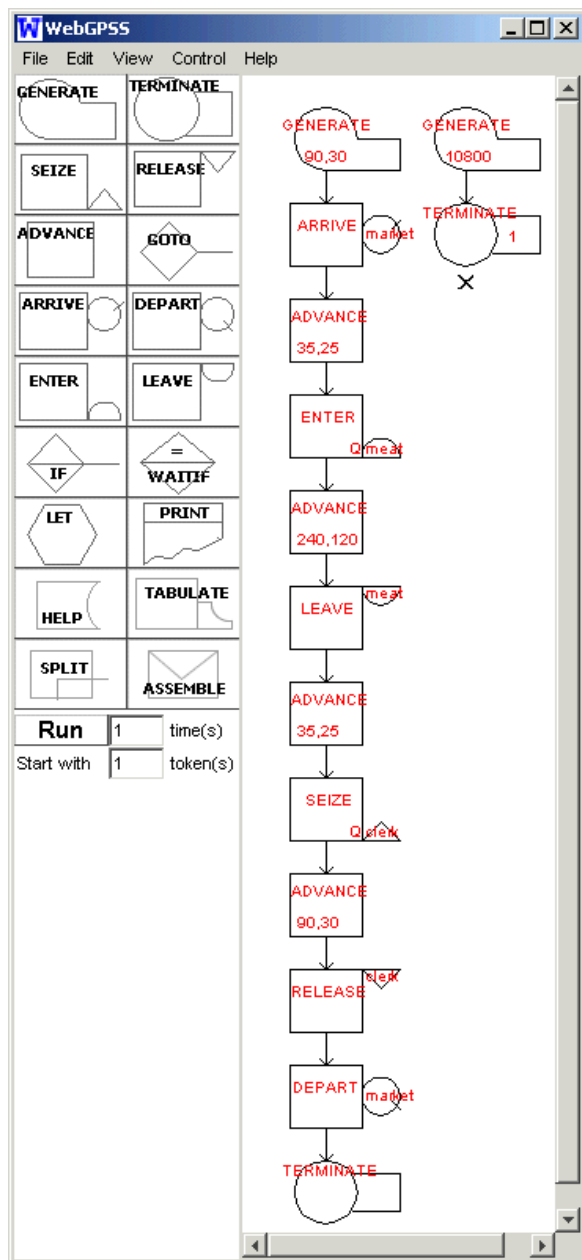 WebGPSS
File Edit View Control Help
GENERATE TERMINATE
SEIZE RELEASE
ADVANCE GOTO
ARRIVE DEPART
ENTER LEAVE
IF = WAITIF
LET PRINT
HELP TABULATE
SPLIT ASSEMBLE
Run 1 time(s)
Start with 1 token(s)
GENERATE
90,30
ARRIVE market
ADVANCE
35,25
ENTER
Q meat
ADVANCE
240,120
LEAVE meat
ADVANCE
35,25
SEIZE
Q clerk
ADVANCE
90,30
RELEASE clerk
DEPART market
TERMINATE
GENERATE
10800
TERMINATE
1